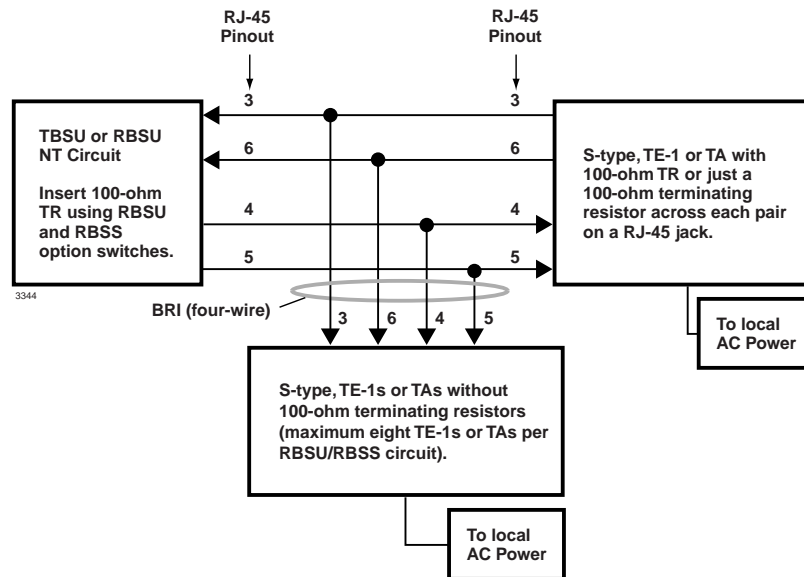 RJ-45
Pinout
RJ-45
Pinout
3
3
TBSU or RBSU
NT Circuit
Insert 100-ohm
TR using RBSU
and RBSS
option switches.
6
6
4
4
5
5
S-type, TE-1 or TA with
100-ohm TR or just a
100-ohm terminating
resistor across each pair
on a RJ-45 jack.
3344
BRI (four-wire)
3
6
4
5
To local
AC Power
S-type, TE-1s or TAs without
100-ohm terminating resistors
(maximum eight TE-1s or TAs per
RBSU/RBSS circuit).
To local
AC Power